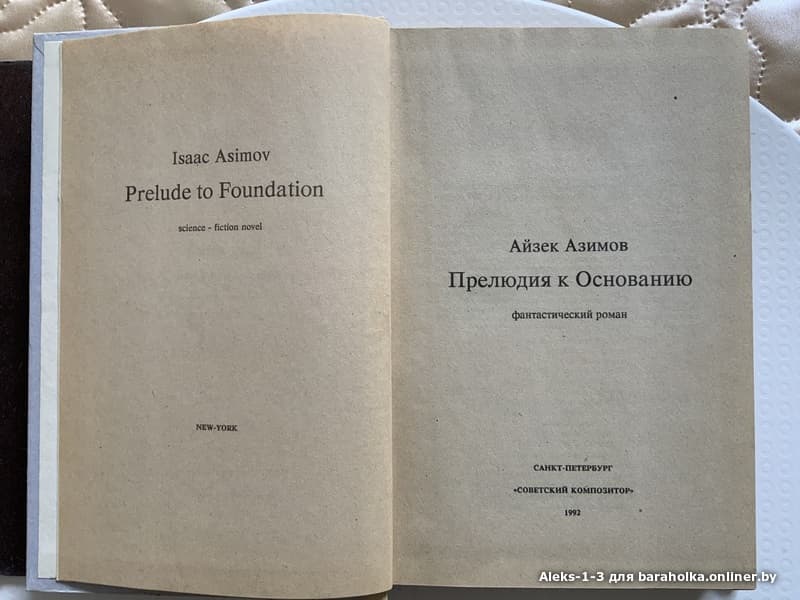 Isaac Asimov
Prelude to Foundation
science - fiction novel
NEW-YORK
Айзек Азимов
Прелюдия к Основанию
фантастический роман
САНКТ-ПЕТЕРБУРГ
«СОВЕТСКИЙ КОМПОЗИТОР»
1992
Aleks-1-3 для baraholka.onliner.by